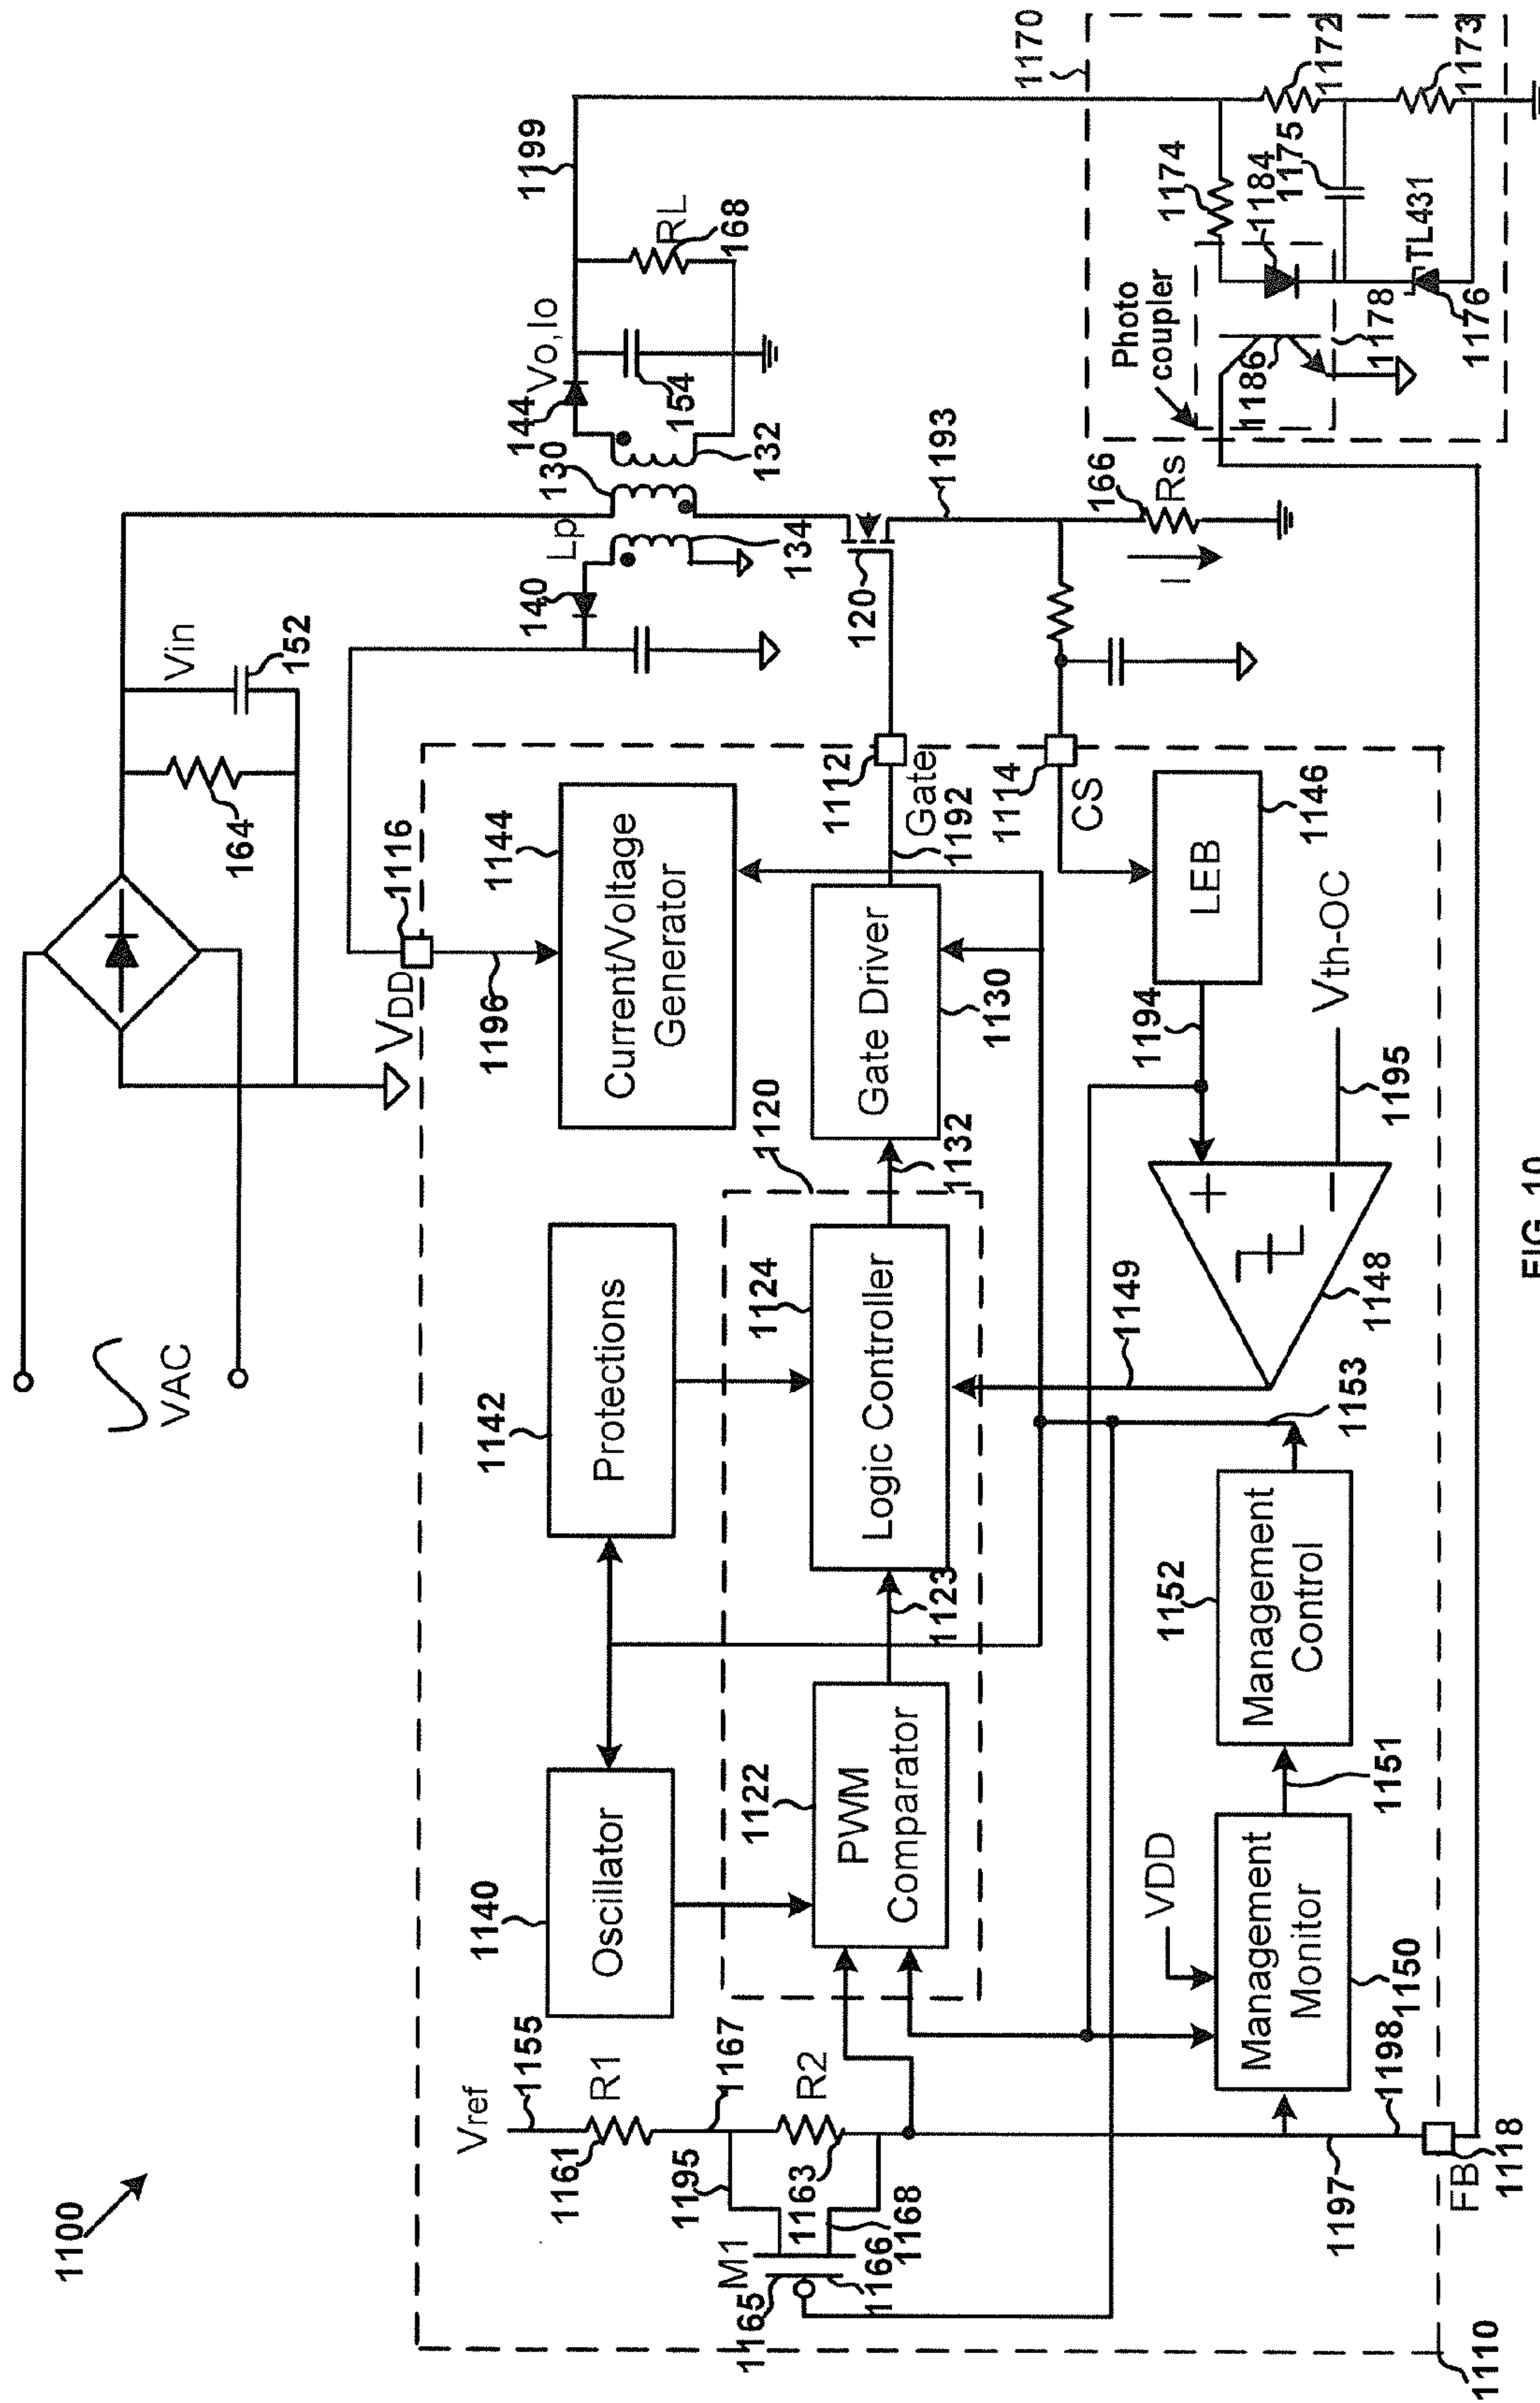 1100
VAC
Vin
164
152
VDD
1116
1196
1144
Current/Voltage
Generator
140
Lp
130
134
132
144
Vo,Io
154
RL
168
1199
1142
Protections
1140
Oscillator
Vref
1155
R1
1161
1167
1195
R2
1163
M1
1165
1166
1168
1122
PWM
Comparator
1123
1120
1124
Logic Controller
1132
Gate Driver
1130
1112
Gate
1192
120
1193
1114
CS
166
Rs
I
LEB
1146
1194
Vth-OC
1195
+
−
1148
1149
1153
1152
Management
Control
1151
VDD
Management
Monitor
1150
1198
1197
FB
1118
1110
1170
1172
1173
1174
1184
1175
TL431
1176
Photo
coupler
1186
1178
FIG. 10